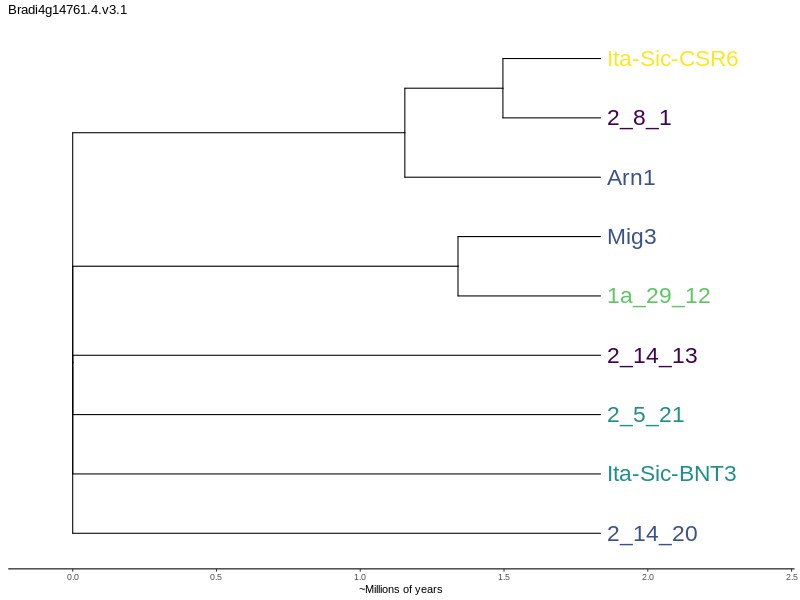 Bradi4g14761.4.v3.1
Ita-Sic-CSR6
2_8_1
Arn1
Mig3
1a_29_12
2_14_13
2_5_21
Ita-Sic-BNT3
2_14_20
0.0 0.5 1.0 1.5 2.0 2.5
~Millions of years